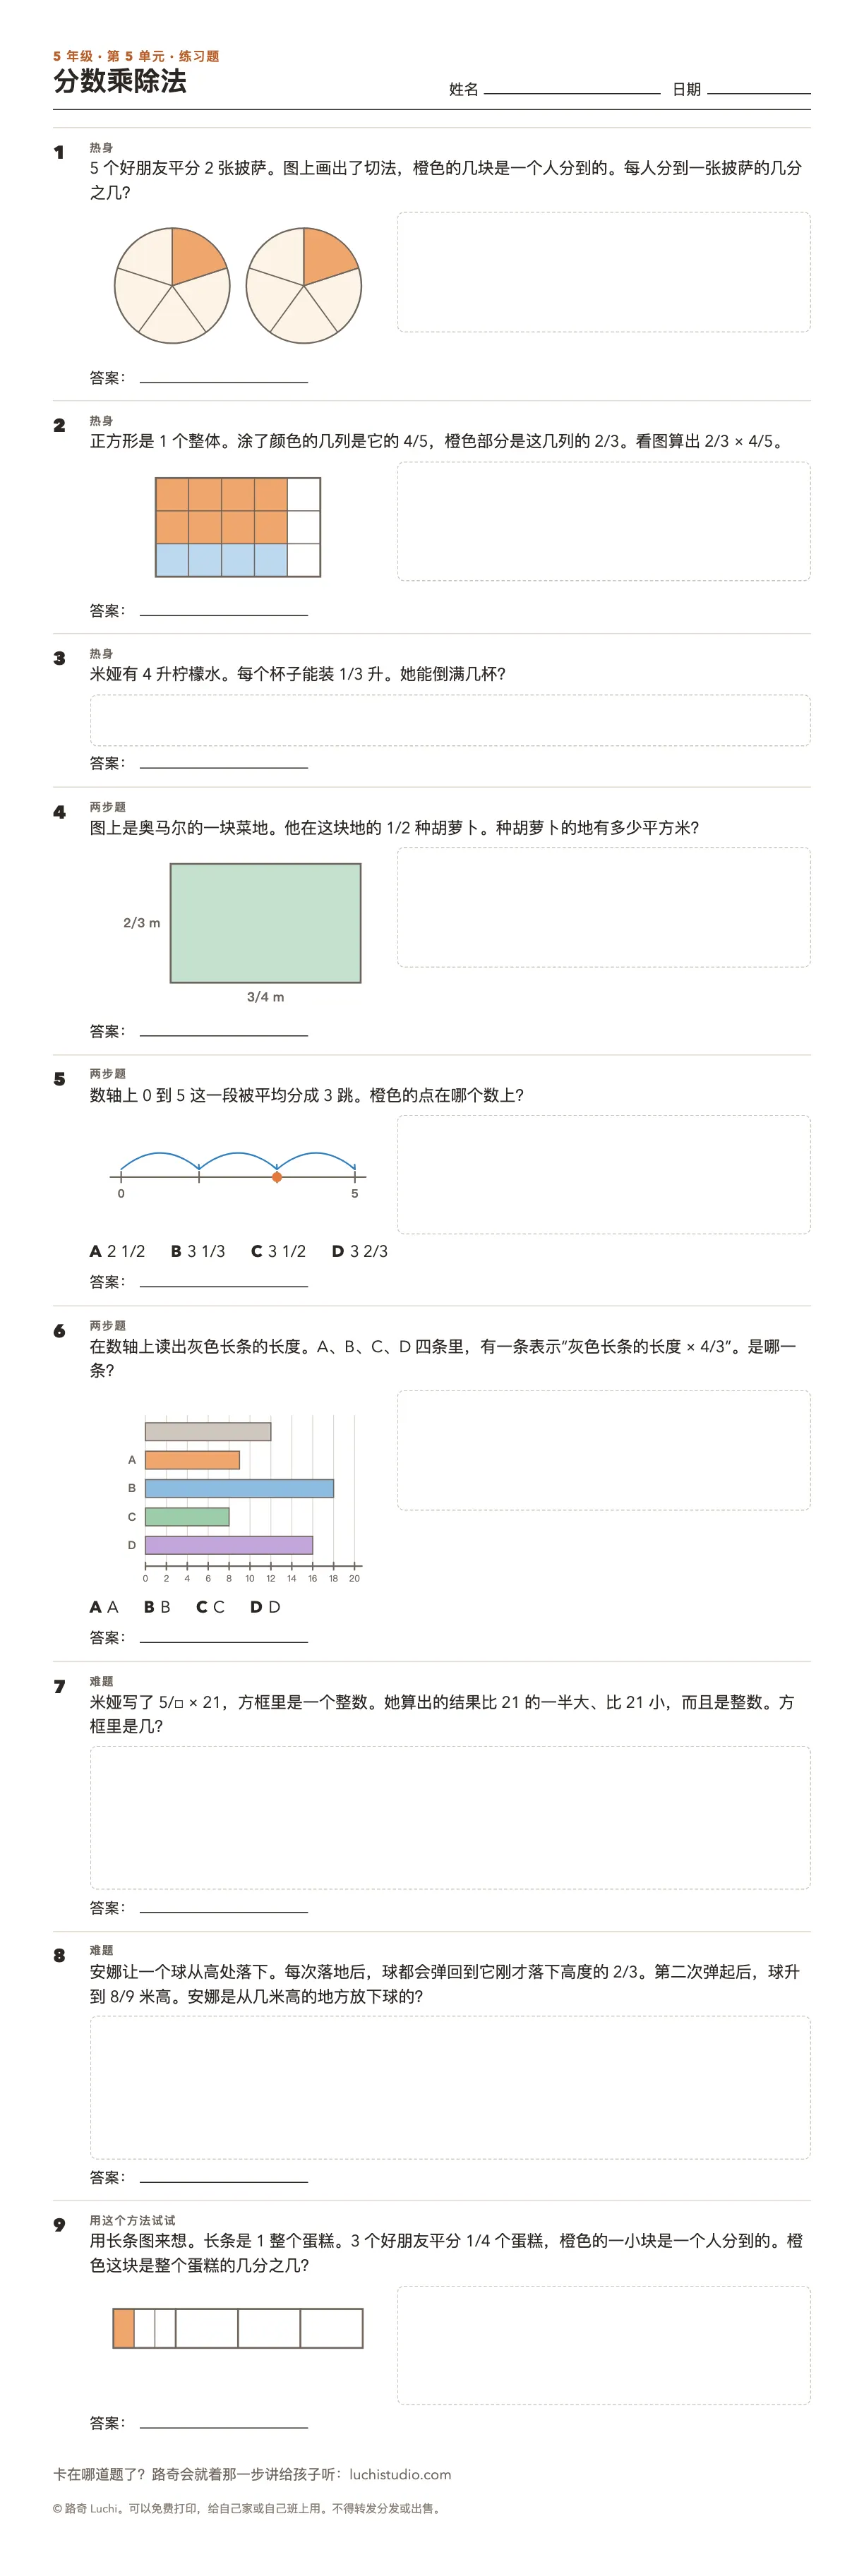 5 年级 · 第 5 单元 · 练习题
分数乘除法
姓名
日期
1
热身
5 个好朋友平分 2 张披萨。图上画出了切法，橙色的几块是一个人分到的。每人分到一张披萨的几分
之几？
答案：
2
热身
正方形是 1 个整体。涂了颜色的几列是它的 4/5，橙色部分是这几列的 2/3。看图算出 2/3 × 4/5。
答案：
3
热身
米娅有 4 升柠檬水。每个杯子能装 1/3 升。她能倒满几杯？
答案：
4
两步题
图上是奥马尔的一块菜地。他在这块地的 1/2 种胡萝卜。种胡萝卜的地有多少平方米？
2/3 m
3/4 m
答案：
5
两步题
数轴上 0 到 5 这一段被平均分成 3 跳。橙色的点在哪个数上？
0 5
A 2 1/2 B 3 1/3 C 3 1/2 D 3 2/3
答案：
6
两步题
在数轴上读出灰色长条的长度。A、B、C、D 四条里，有一条表示“灰色长条的长度 × 4/3”。是哪一
条？
A
B
C
D
0 2 4 6 8 10 12 14 16 18 20
A A B B C C D D
答案：
7
难题
米娅写了 5/□ × 21，方框里是一个整数。她算出的结果比 21 的一半大、比 21 小，而且是整数。方
框里是几？
答案：
8
难题
安娜让一个球从高处落下。每次落地后，球都会弹回到它刚才落下高度的 2/3。第二次弹起后，球升
到 8/9 米高。安娜是从几米高的地方放下球的？
答案：
9
用这个方法试试
用长条图来想。长条是 1 整个蛋糕。3 个好朋友平分 1/4 个蛋糕，橙色的一小块是一个人分到的。橙
色这块是整个蛋糕的几分之几？
答案：
卡在哪道题了？路奇会就着那一步讲给孩子听：luchistudio.com
© 路奇 Luchi。可以免费打印，给自己家或自己班上用。不得转发分发或出售。